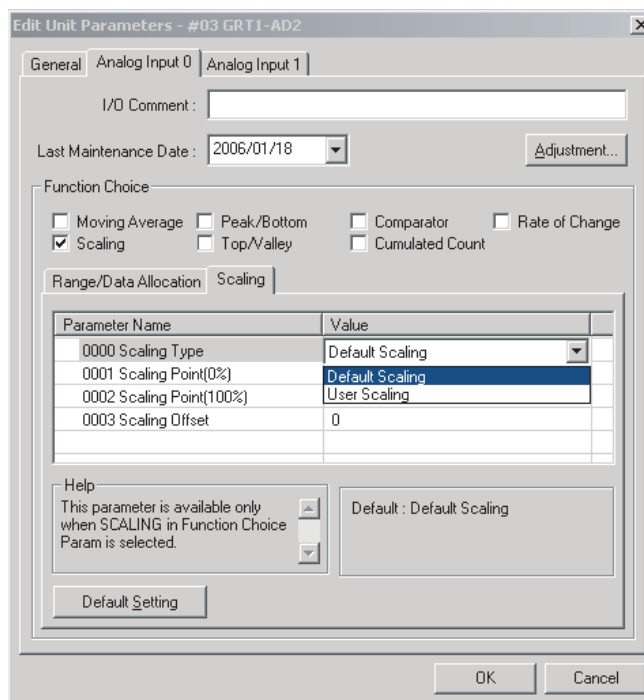 Edit Unit Parameters - #03 GRT1-AD2
General Analog Input 0 Analog Input 1
I/O Comment :
Last Maintenance Date : 2006/01/18 Adjustment...
Function Choice
Moving Average Peak/Bottom Comparator Rate of Change
Scaling Top/Valley Cumulated Count
Range/Data Allocation Scaling
Parameter Name Value
0000 Scaling Type Default Scaling
0001 Scaling Point(0%) Default Scaling
0002 Scaling Point(100%) User Scaling
0003 Scaling Offset 0
Help
This parameter is available only
when SCALING in Function Choice
Param is selected.
Default : Default Scaling
Default Setting
OK Cancel